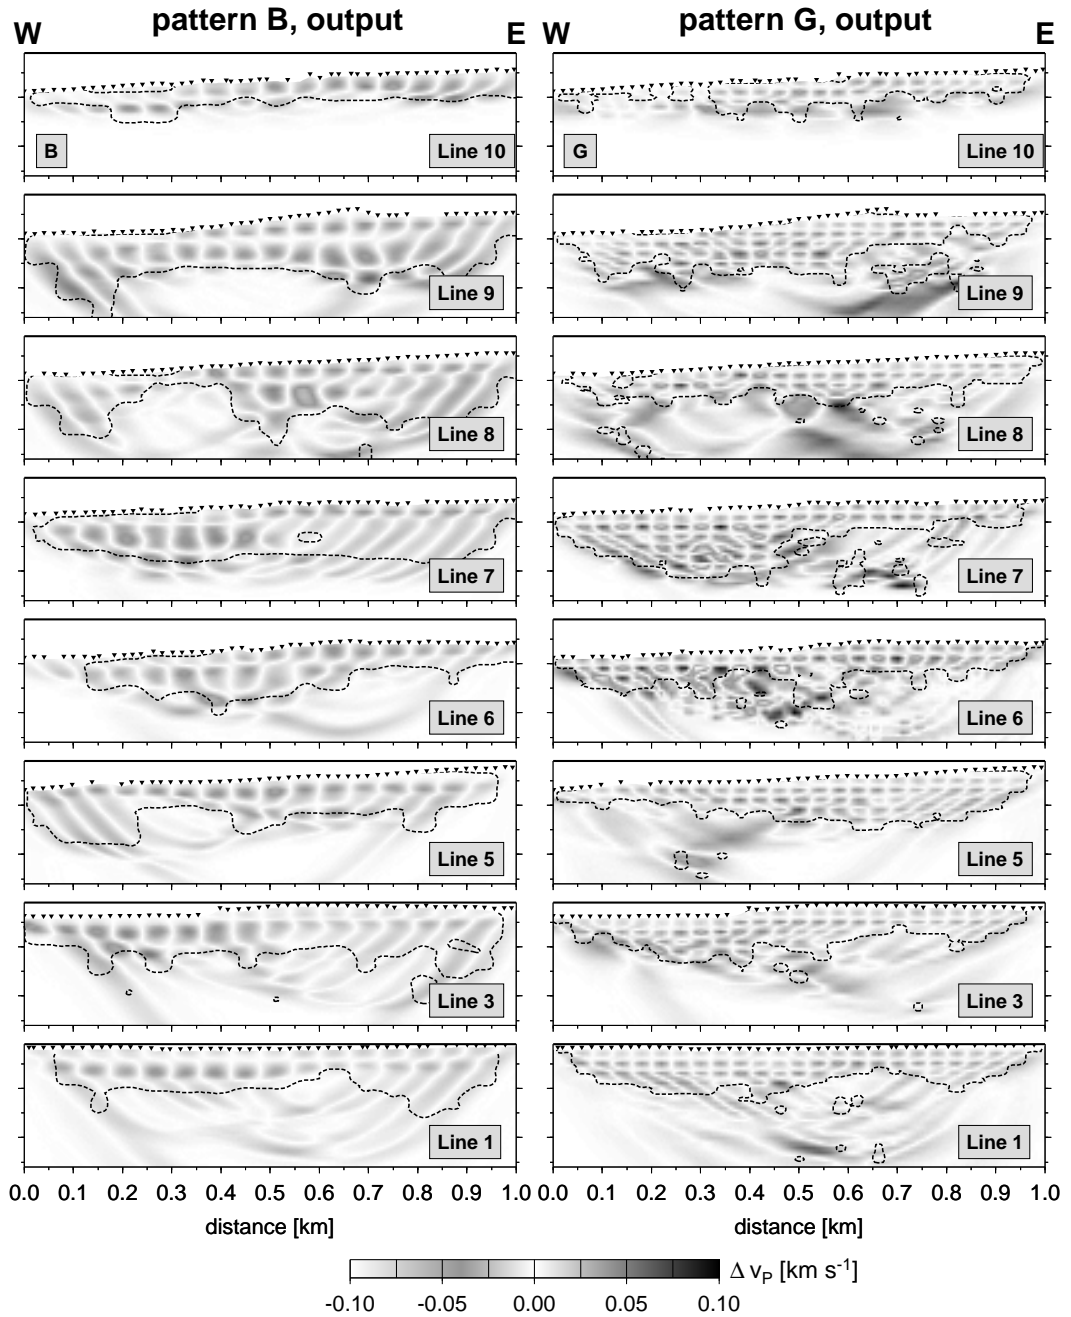 pattern B, output
pattern G, output
W E W E
B Line 10 G Line 10
Line 9 Line 9
Line 8 Line 8
Line 7 Line 7
Line 6 Line 6
Line 5 Line 5
Line 3 Line 3
Line 1 Line 1
0.0 0.1 0.2 0.3 0.4 0.5 0.6 0.7 0.8 0.9 1.0 0.1 0.2 0.3 0.4 0.5 0.6 0.7 0.8 0.9 1.0
distance [km] distance [km]
Δ vP [km s-1]
-0.10 -0.05 0.00 0.05 0.10